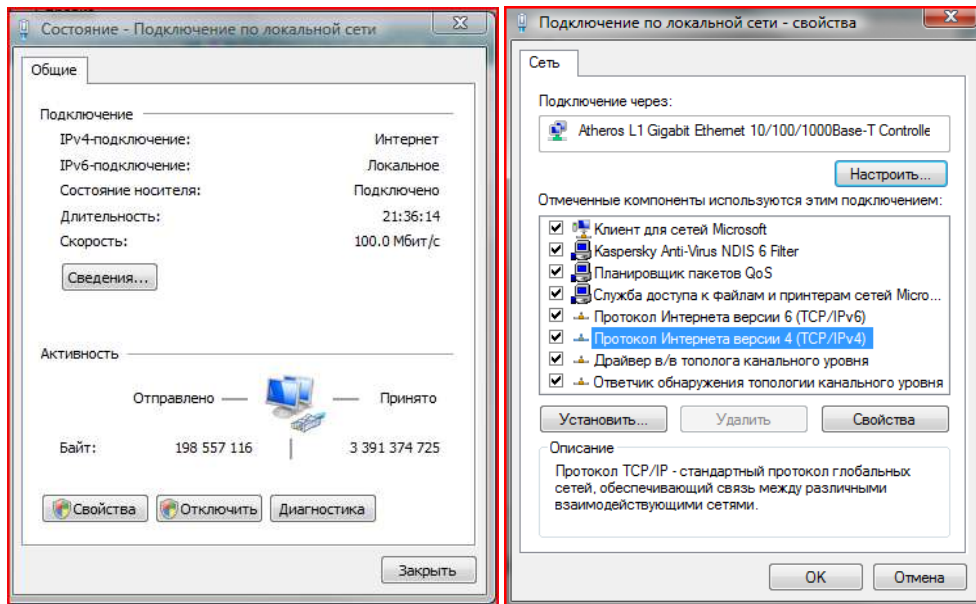 Состояние - Подключение по локальной сети
Общие
Подключение
IPv4-подключение: Интернет
IPv6-подключение: Локальное
Состояние носителя: Подключено
Длительность: 21:36:14
Скорость: 100.0 Мбит/с
Сведения...
Активность
Отправлено — — Принято
Байт: 198 557 116 | 3 391 374 725
Свойства Отключить Диагностика
Закрыть
Подключение по локальной сети - свойства
Сеть
Подключение через:
Atheros L1 Gigabit Ethernet 10/100/1000Base-T Controlle
Настроить...
Отмеченные компоненты используются этим подключением:
Клиент для сетей Microsoft
Kaspersky Anti-Virus NDIS 6 Filter
Планировщик пакетов QoS
Служба доступа к файлам и принтерам сетей Micro...
Протокол Интернета версии 6 (TCP/IPv6)
Протокол Интернета версии 4 (TCP/IPv4)
Драйвер в/в тополога канального уровня
Ответчик обнаружения топологии канального уровня
Установить... Удалить Свойства
Описание
Протокол TCP/IP - стандартный протокол глобальных
сетей, обеспечивающий связь между различными
взаимодействующими сетями.
OK Отмена